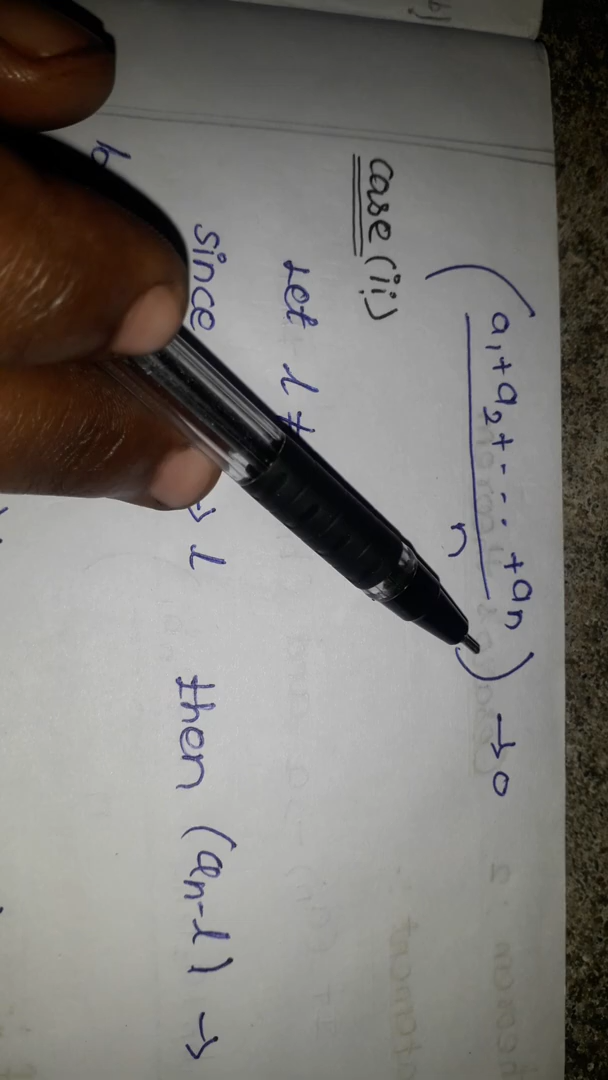 (a₁+a₂+---+aₙ / n) → 0
case (ii)
Let l ≠
since → l then (aₙ-l) →